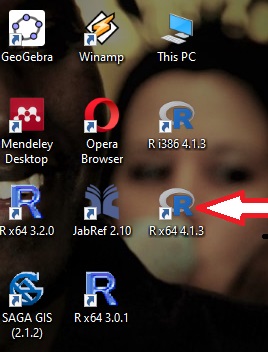 GeoGebra
Winamp
This PC
Mendeley
Desktop
Opera
Browser
R i386 4.1.3
R x64 3.2.0
JabRef 2.10
R x64 4.1.3
SAGA GIS
(2.1.2)
R x64 3.0.1